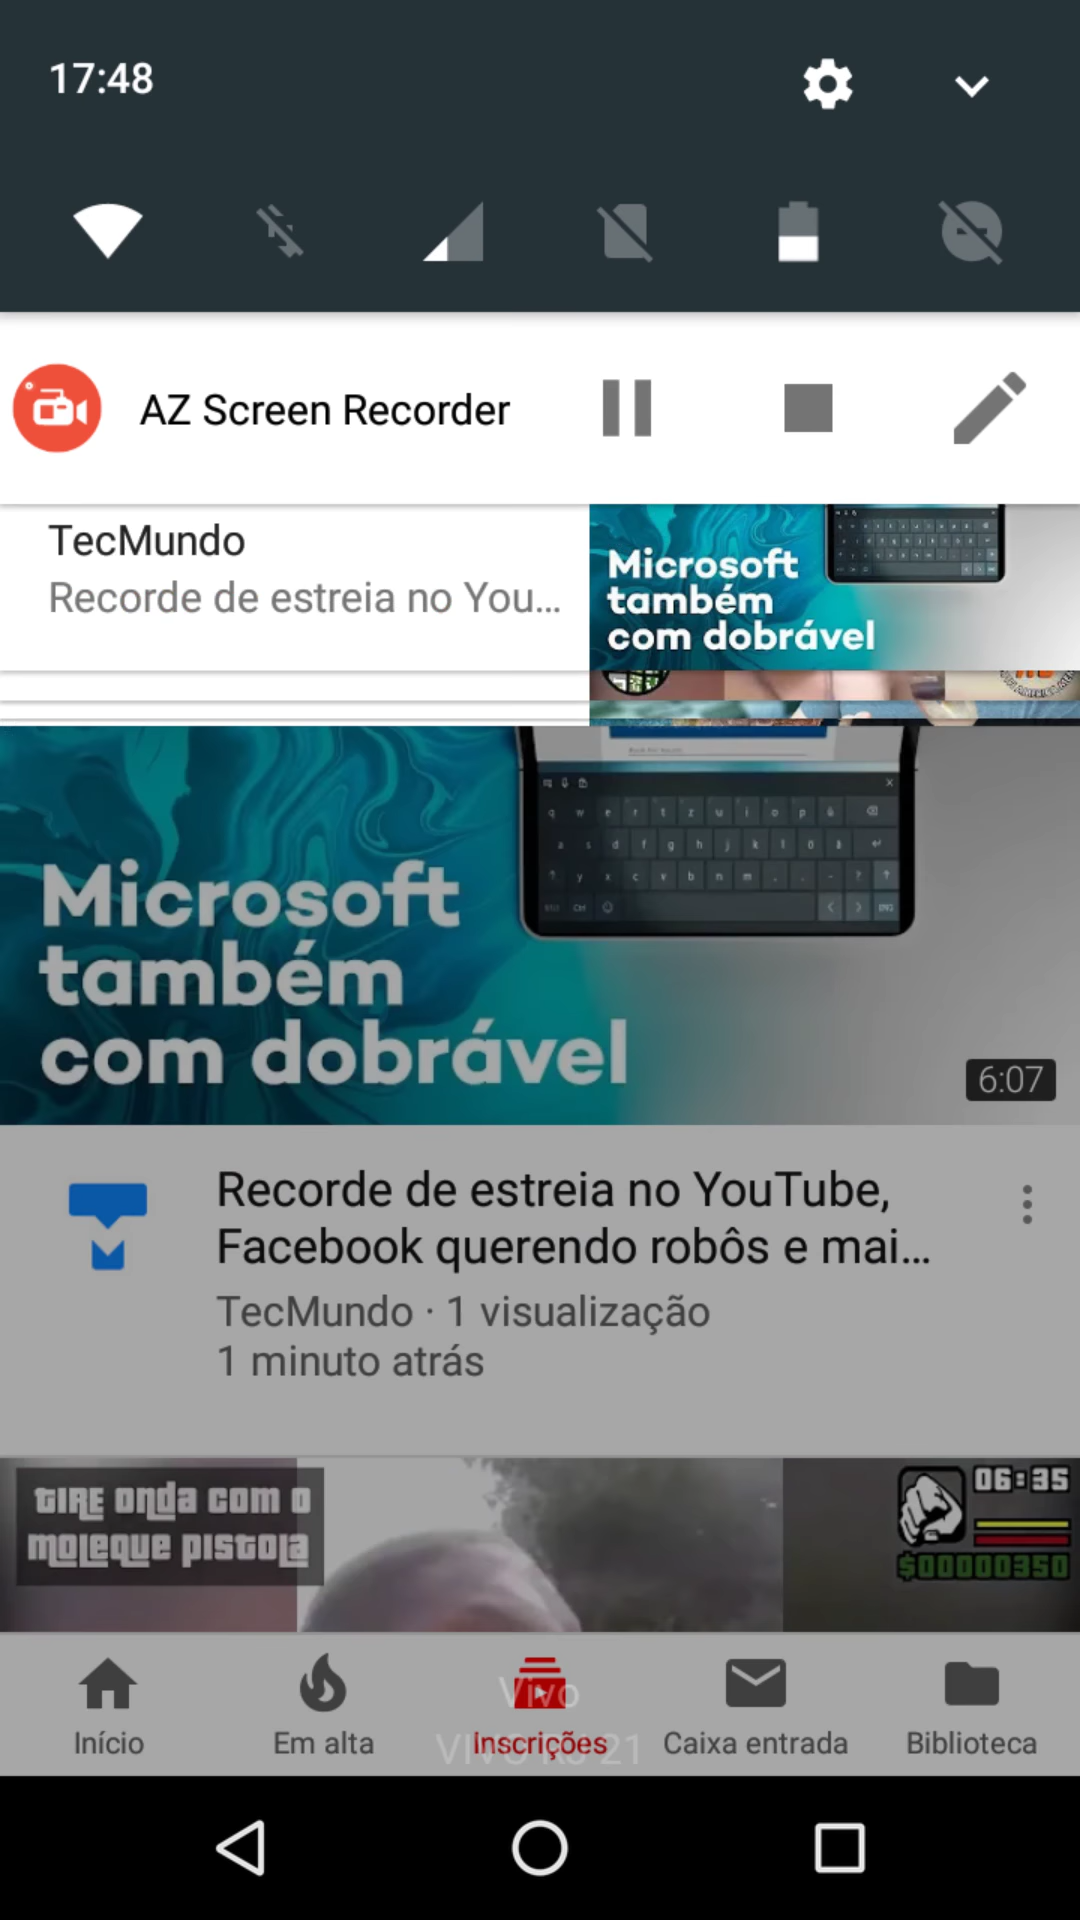 17:48
AZ Screen Recorder
TecMundo
Recorde de estreia no You...
Microsoft
também
com dobrável
Microsoft
também
com dobrável
6:07
Recorde de estreia no YouTube,
Facebook querendo robôs e mai...
TecMundo · 1 visualização
1 minuto atrás
TIRE ONDA COM O
MOLEQUE PISTOLA
06:35
$00000350
Vivo
Início
Em alta
Inscrições
Caixa entrada
Biblioteca